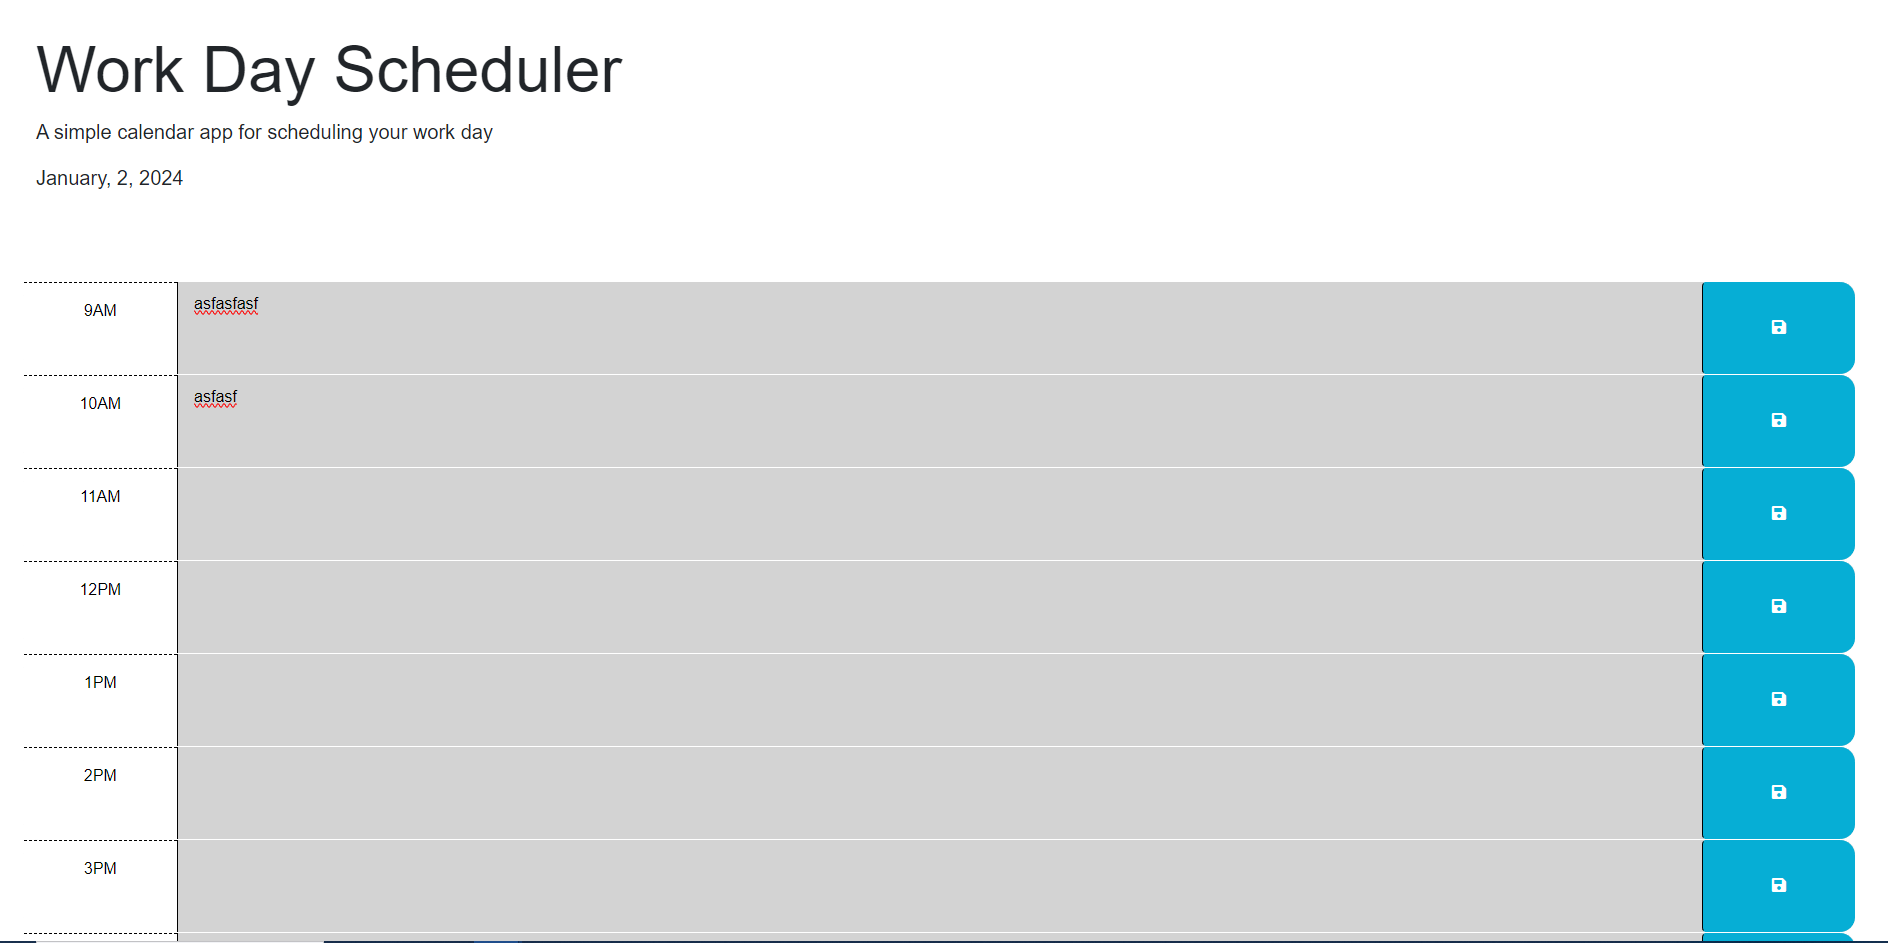 Work Day Scheduler
A simple calendar app for scheduling your work day
January, 2, 2024
9AM
asfasfasf
10AM
asfasf
11AM
12PM
1PM
2PM
3PM